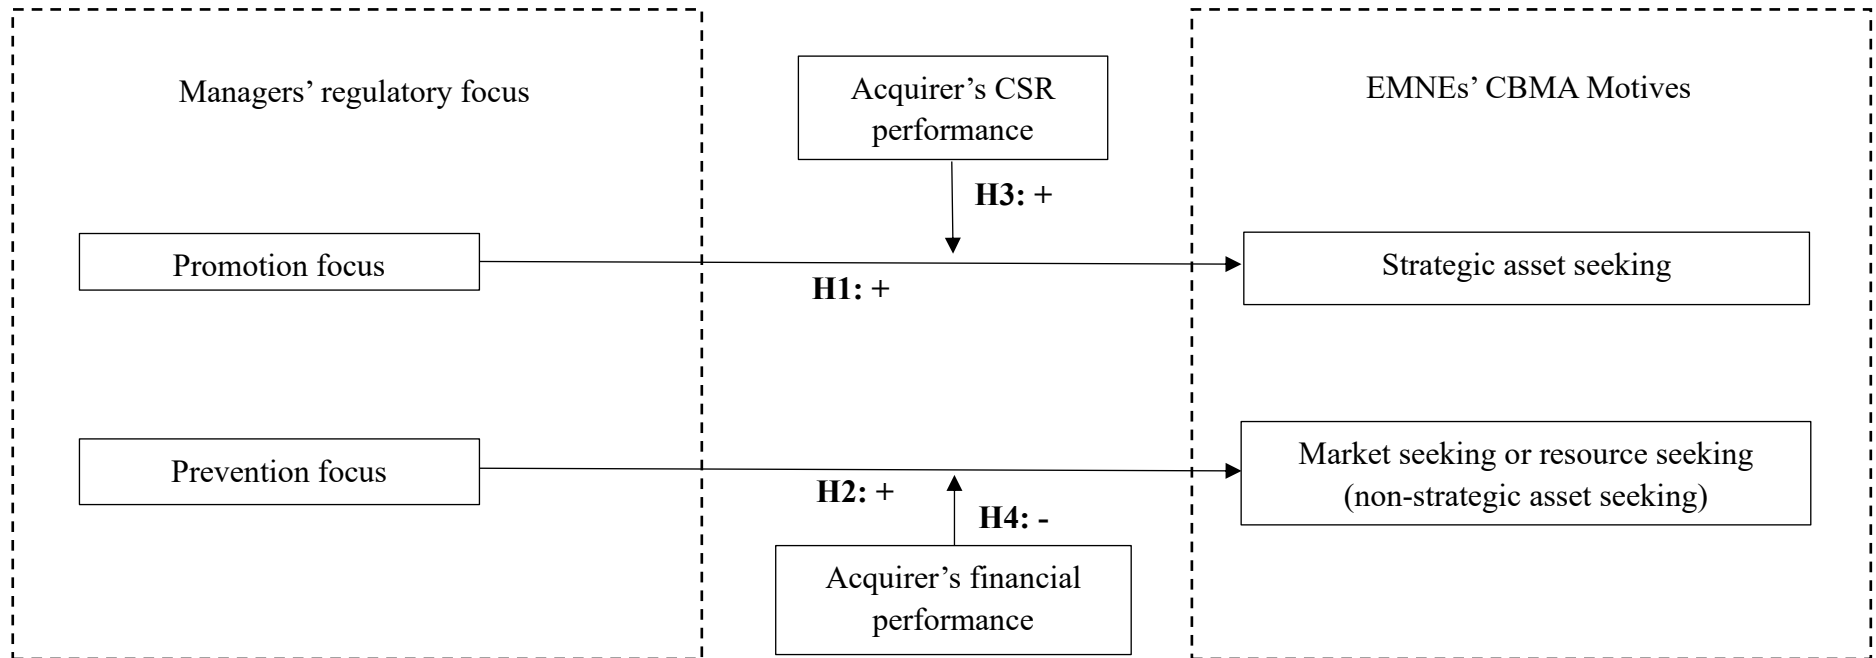 Managers’ regulatory focus
Acquirer’s CSR
performance
EMNEs’ CBMA Motives
H3: +
Promotion focus
Strategic asset seeking
H1: +
Prevention focus
Market seeking or resource seeking
(non-strategic asset seeking)
H2: +
H4: -
Acquirer’s financial
performance